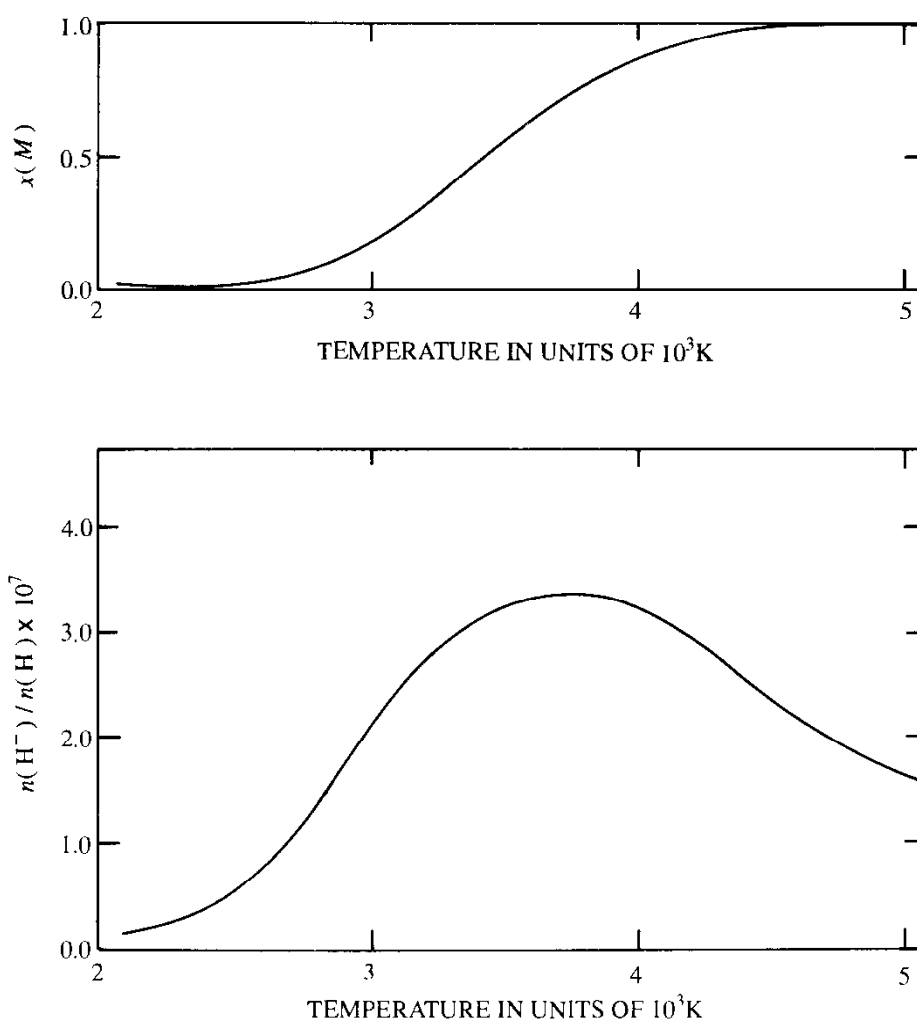 1.0
0.5
0.0
x(M)
2 3 4 5
TEMPERATURE IN UNITS OF 10³K
4.0
3.0
2.0
1.0
0.0
n(H⁻)/n(H) x 10⁷
2 3 4 5
TEMPERATURE IN UNITS OF 10³K